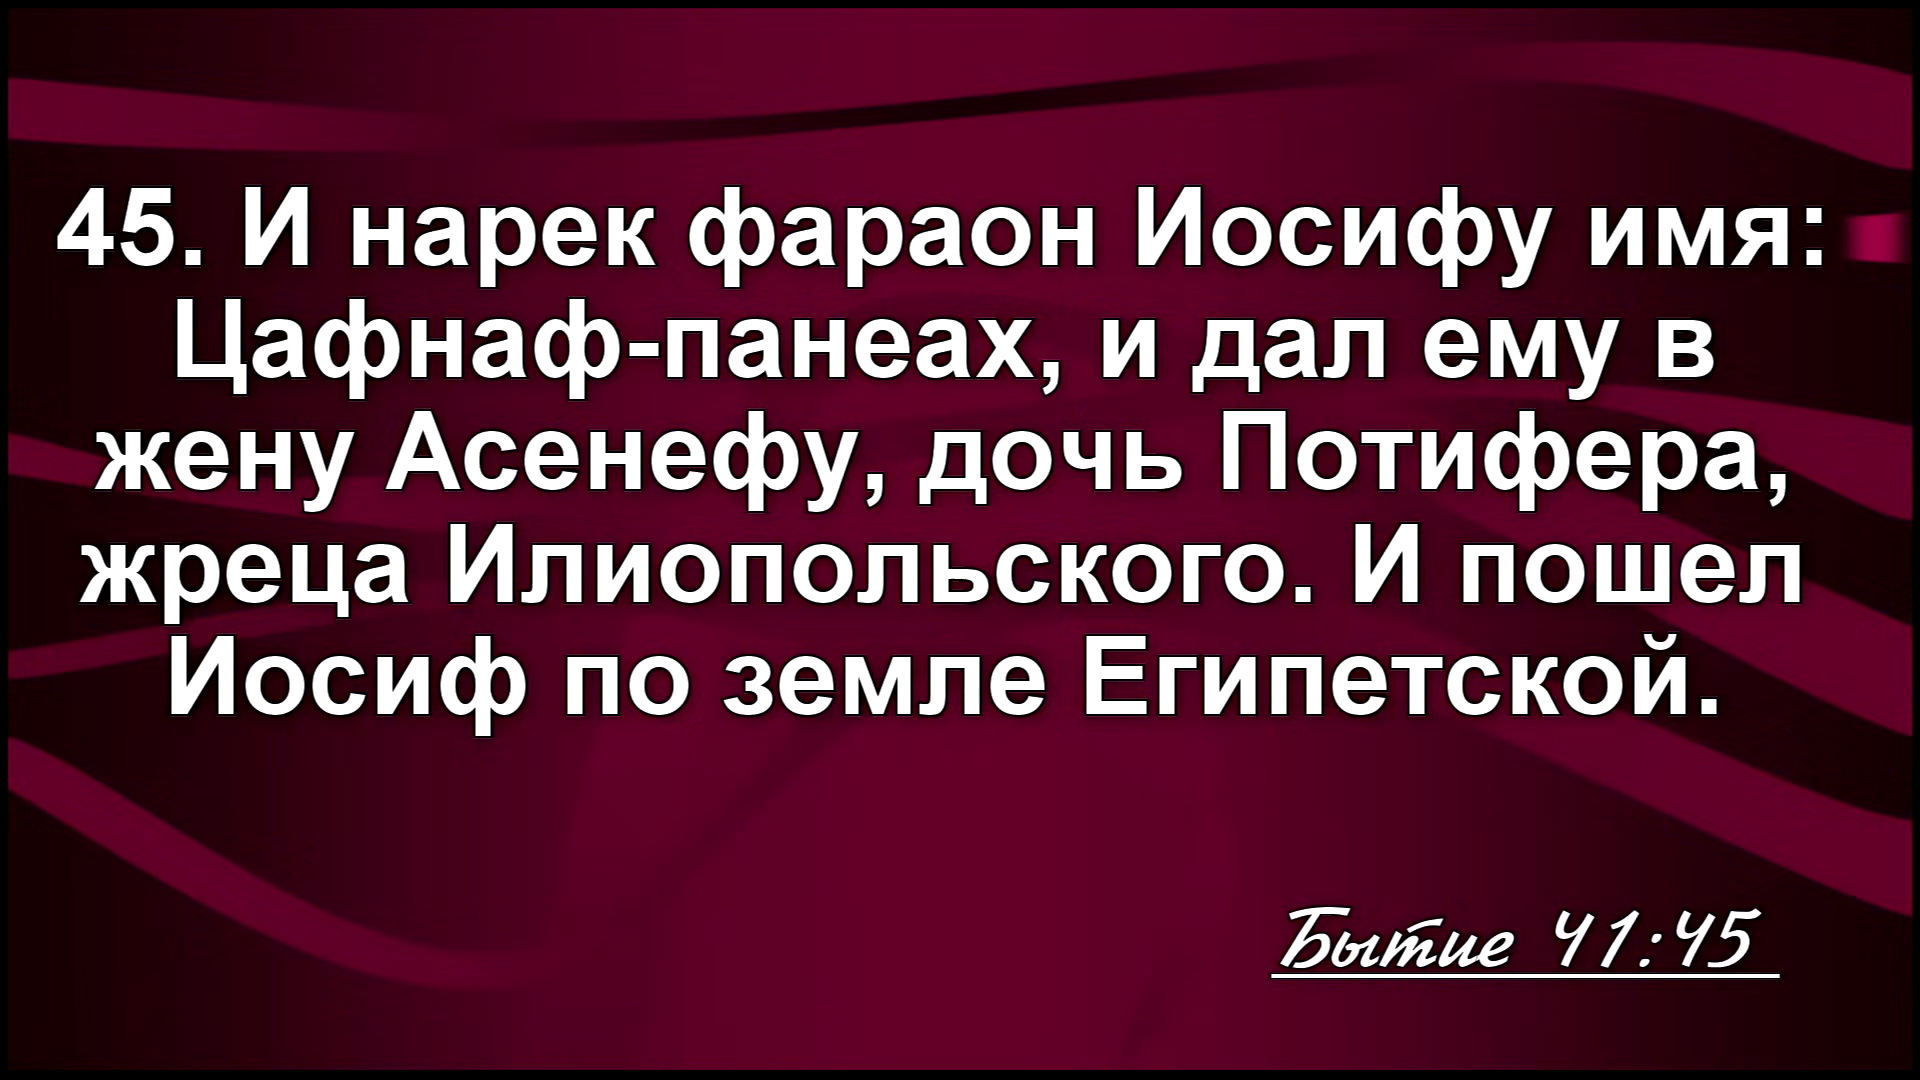 45. И нарек фараон Иосифу имя:
Цафнаф-панеах, и дал ему в
жену Асенефу, дочь Потифера,
жреца Илиопольского. И пошел
Иосиф по земле Египетской.
Бытие 41:45